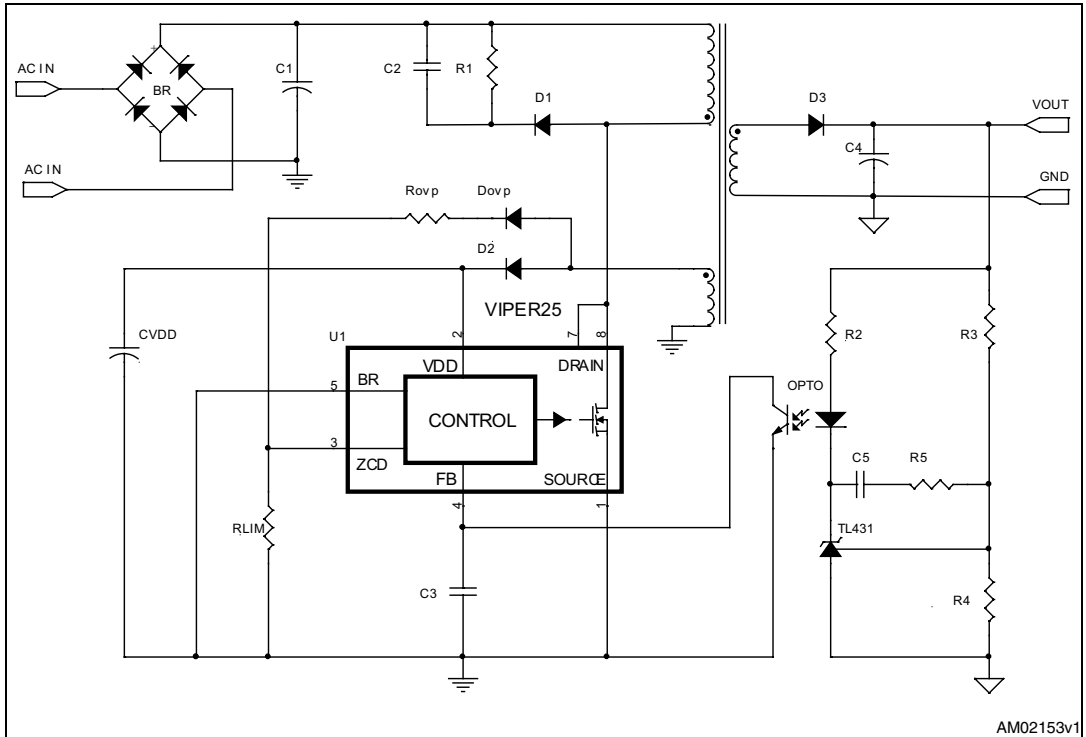 AC IN
BR
+
-
C1
C2
R1
D1
D3
VOUT
C4
AC IN
GND
Rovp
Dovp
D2
VIPER25
CVDD
U1
2
7
8
R2
R3
VDD
DRAIN
5
BR
OPTO
CONTROL
3
ZCD
C5
R5
FB
SOURCE
4
1
TL431
RLIM
C3
R4
AM02153v1